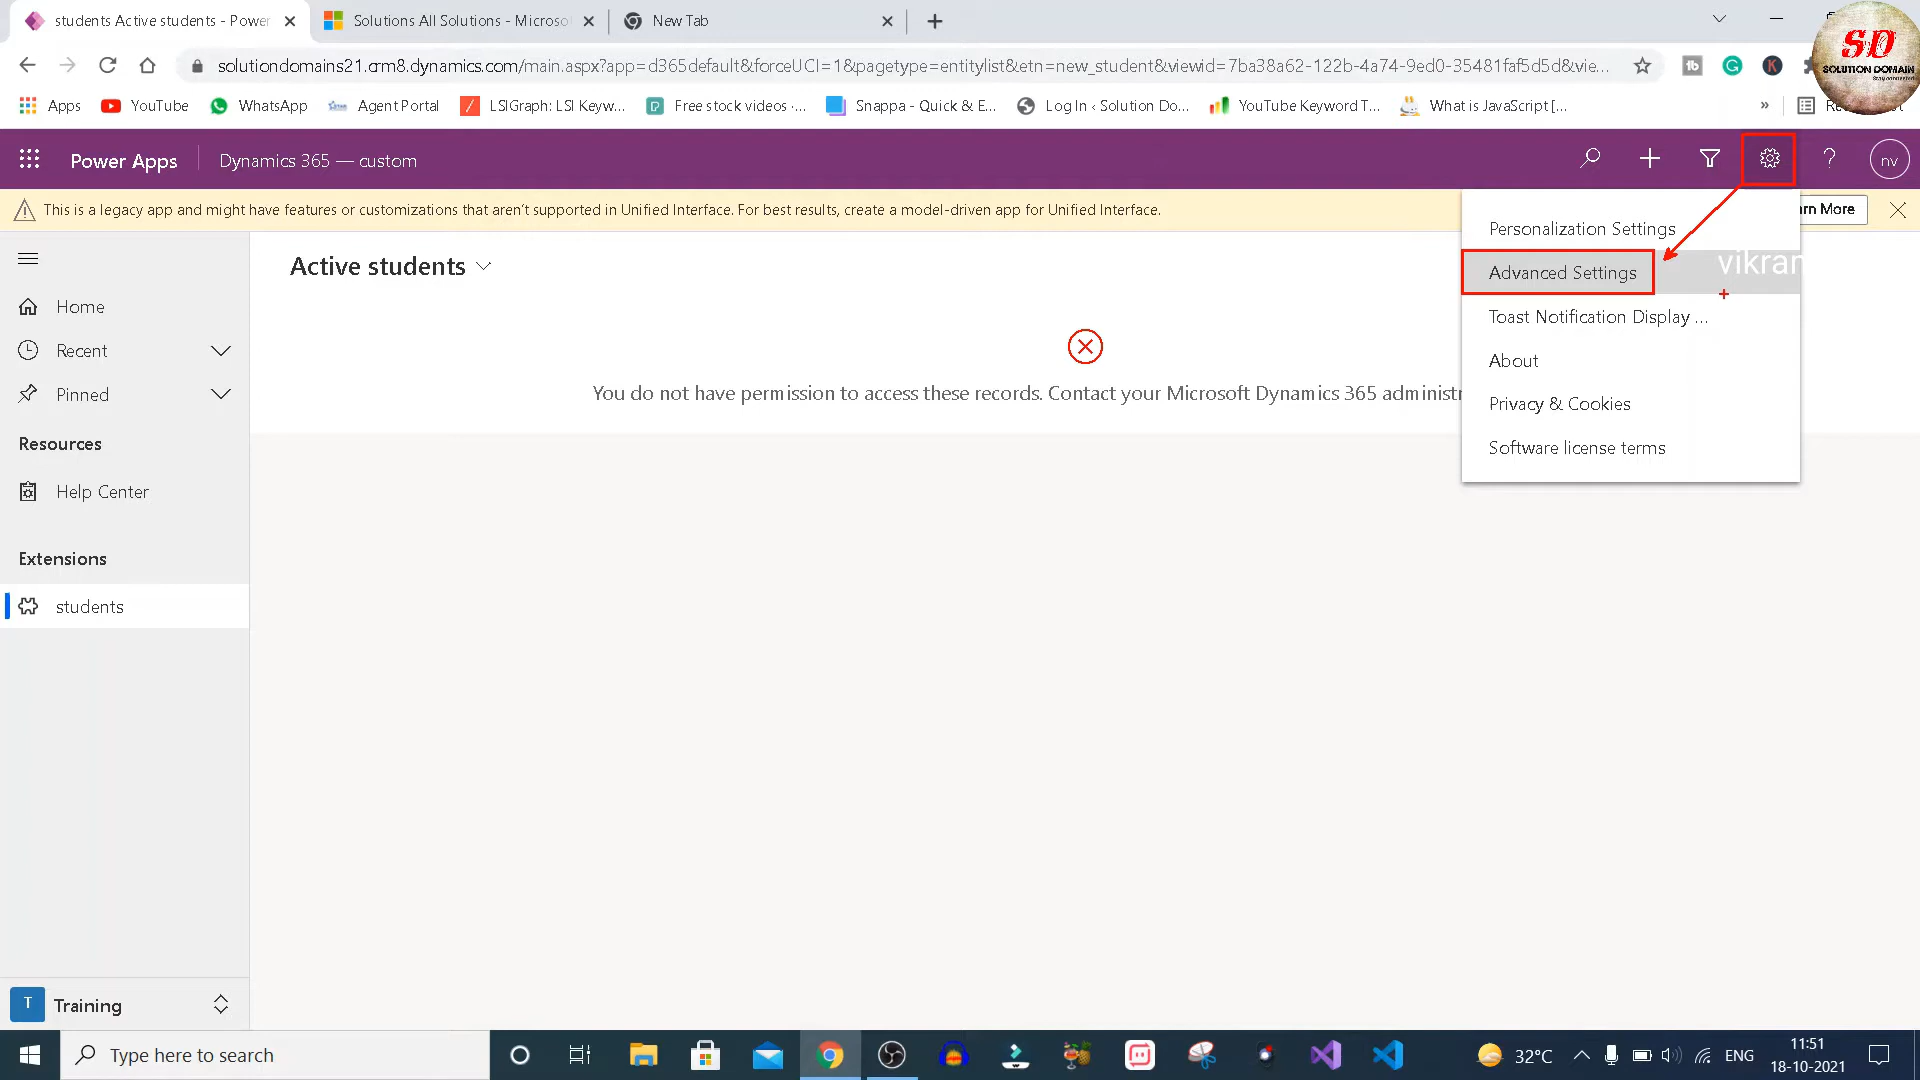 students Active students - Power
Solutions All Solutions - Microso
New Tab
solutiondomains21.crm8.dynamics.com/main.aspx?app=d365default&forceUCI=1&pagetype=entitylist&etn=new_student&viewid=7ba38a62-122b-4a74-9ed0-35481faf5d5d&vie...
SD
SOLUTION DOMAIN
Apps
YouTube
WhatsApp
Agent Portal
LSIGraph: LSI Keyw...
Free stock videos -...
Snappa - Quick & E...
Log In ‹ Solution Do...
YouTube Keyword T...
What is JavaScript [...
»
Power Apps
Dynamics 365 — custom
nv
This is a legacy app and might have features or customizations that aren't supported in Unified Interface. For best results, create a model-driven app for Unified Interface.
rn More
Personalization Settings
Advanced Settings
vikran
Toast Notification Display ...
About
Privacy & Cookies
Software license terms
Active students
You do not have permission to access these records. Contact your Microsoft Dynamics 365 administr
Home
Recent
Pinned
Resources
Help Center
Extensions
students
T
Training
Type here to search
32°C
ENG
11:51
18-10-2021